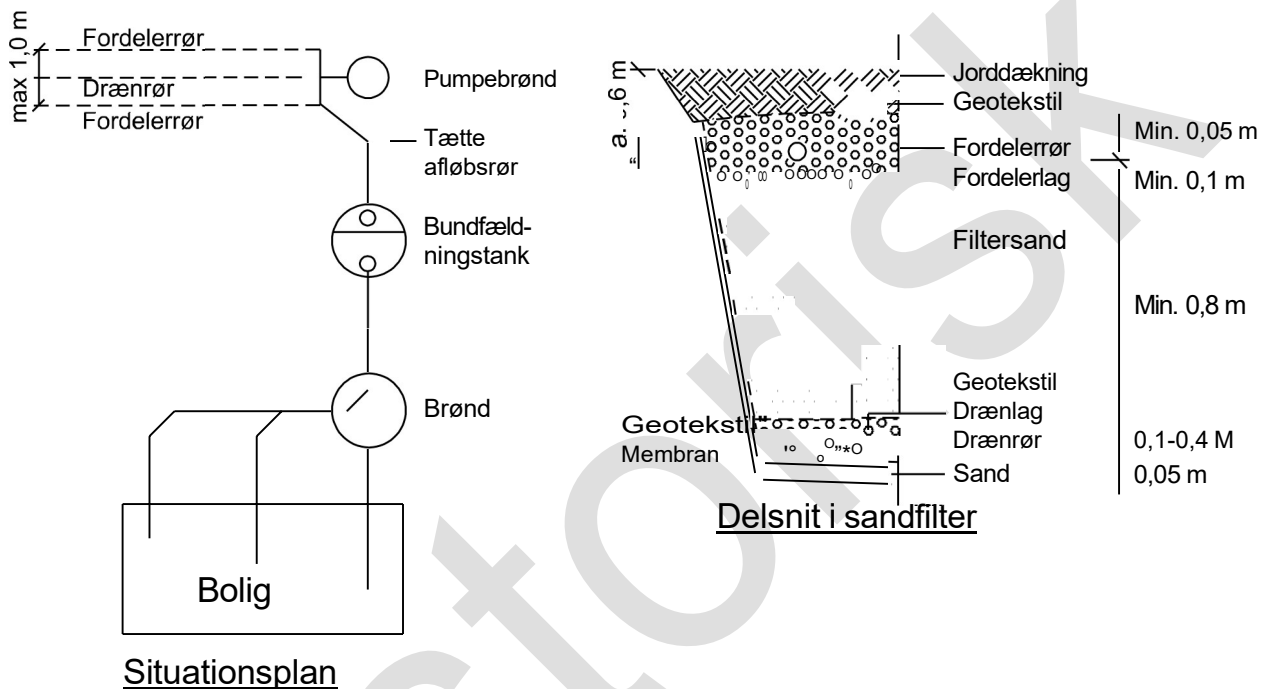 max 1,0 m
Fordelerrør
Drænrør
Fordelerrør
Pumpebrønd
Tætte
afløbsrør
Bundfæld-
ningstank
Brønd
Bolig
Situationsplan
Jorddækning
Geotekstil
Fordelerrør
Fordelerlag
Filtersand
Geotekstil
Drænlag
Drænrør
Sand
Geotekstil"
Membran
Min. 0,05 m
Min. 0,1 m
Min. 0,8 m
0,1-0,4 M
0,05 m
Delsnit i sandfilter